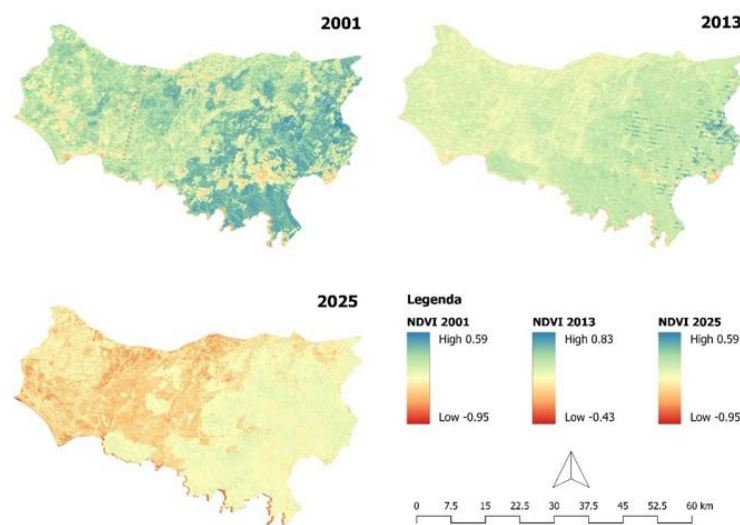 2001
2013
2025
Legenda
NDVI 2001
High 0.59
Low -0.95
NDVI 2013
High 0.83
Low -0.43
NDVI 2025
High 0.59
Low -0.95
0 7.5 15 22.5 30 37.5 45 52.5 60 km